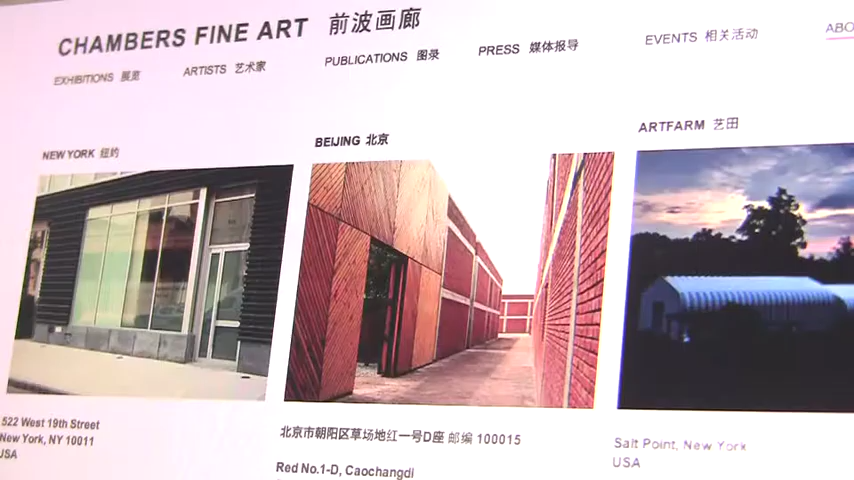 CHAMBERS FINE ART 前波画廊
EXHIBITIONS 展览 ARTISTS 艺术家 PUBLICATIONS 图录 PRESS 媒体报导 EVENTS 相关活动 ABO
NEW YORK 纽约
BEIJING 北京
ARTFARM 艺田
522 West 19th Street
New York, NY 10011
USA
北京市朝阳区草场地红一号D座 邮编 100015
Red No.1-D, Caochangdi
Salt Point, New York
USA